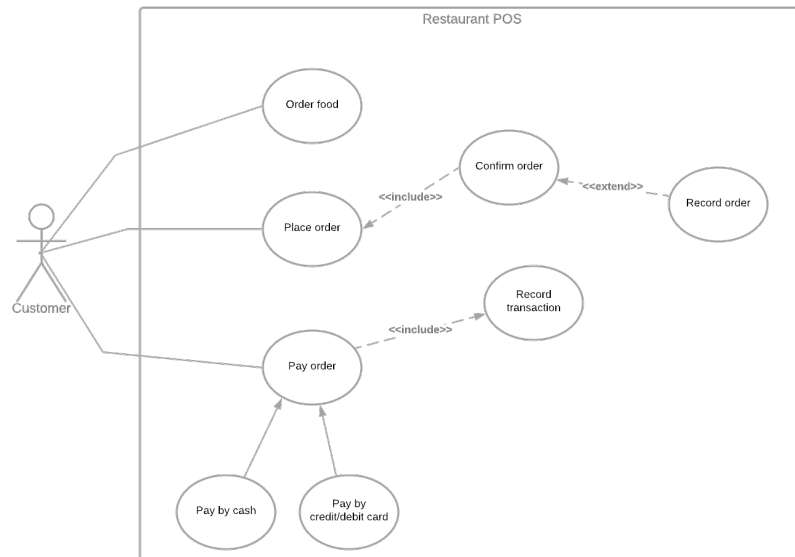 Restaurant POS
Order food
Confirm order
<<include>>
<<extend>>
Record order
Place order
Customer
Record
transaction
<<include>>
Pay order
Pay by cash
Pay by
credit/debit card